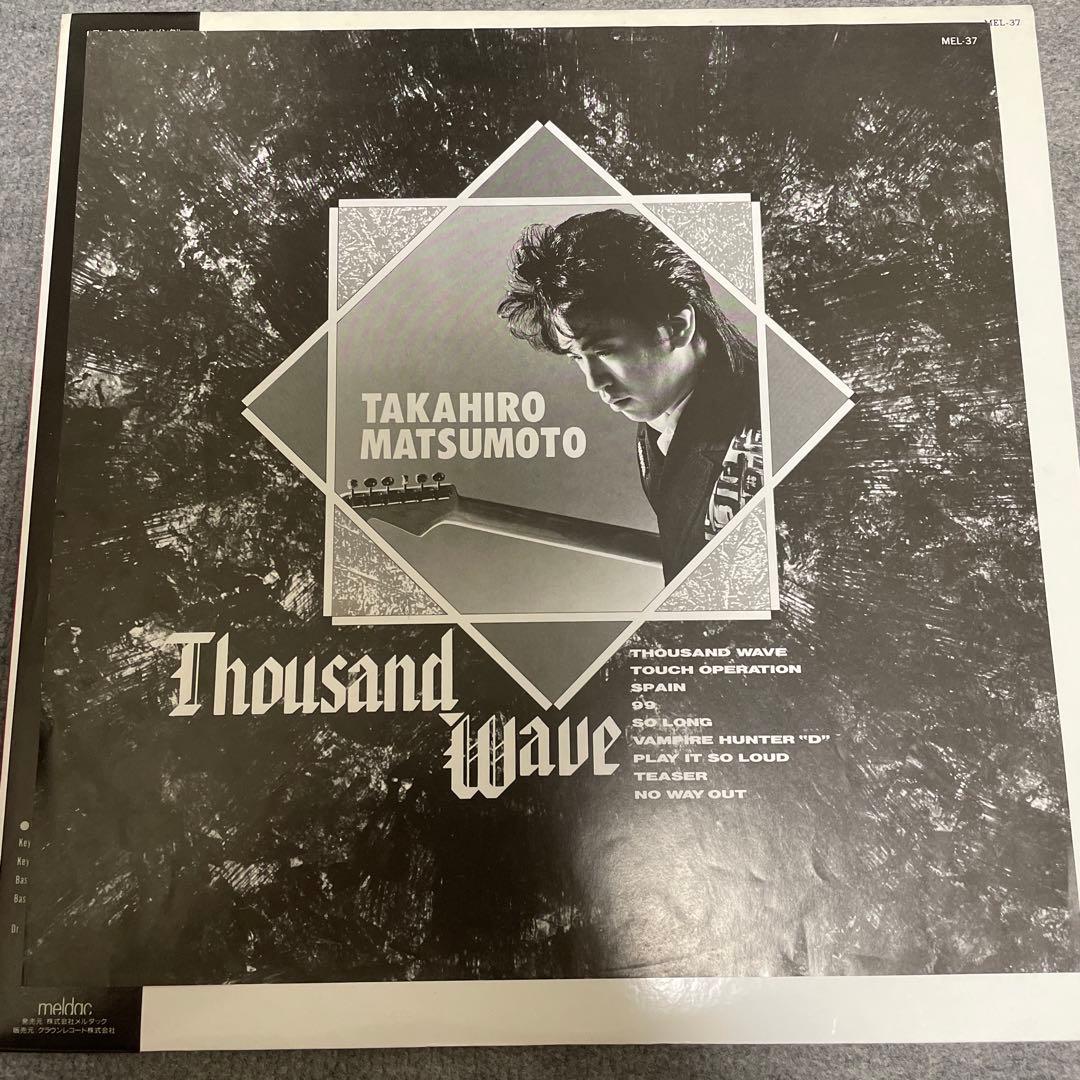 MEL-37
MEL-37
TAKAHIRO
MATSUMOTO
Thousand
Wave
THOUSAND WAVE
TOUCH OPERATION
SPAIN
99
SO LONG
VAMPIRE HUNTER "D"
PLAY IT SO LOUD
TEASER
NO WAY OUT
Key
Key
Bas
Bas
Dr
meldac
発売元 株式会社メルダック
販売元 クラウンレコード株式会社